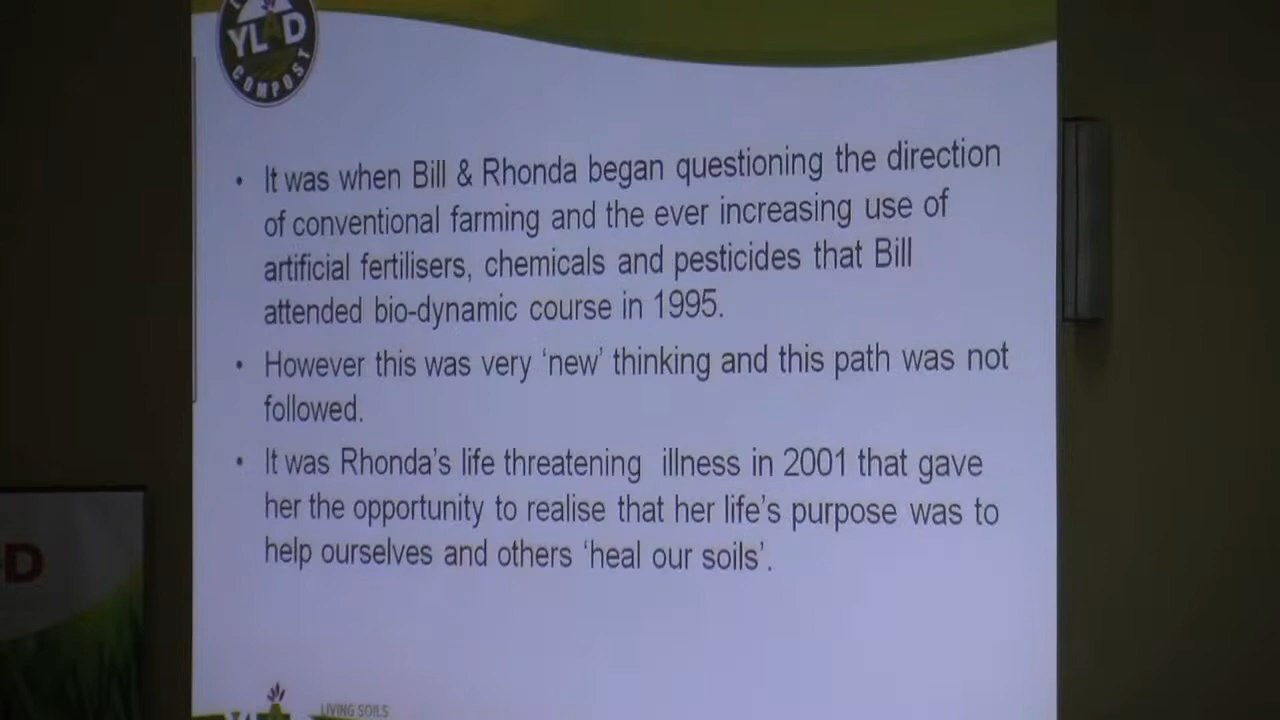 YLAD
COMPOST
• It was when Bill & Rhonda began questioning the direction
of conventional farming and the ever increasing use of
artificial fertilisers, chemicals and pesticides that Bill
attended bio-dynamic course in 1995.
• However this was very ‘new’ thinking and this path was not
followed.
• It was Rhonda’s life threatening illness in 2001 that gave
her the opportunity to realise that her life’s purpose was to
help ourselves and others ‘heal our soils’.
D
LIVING SOILS